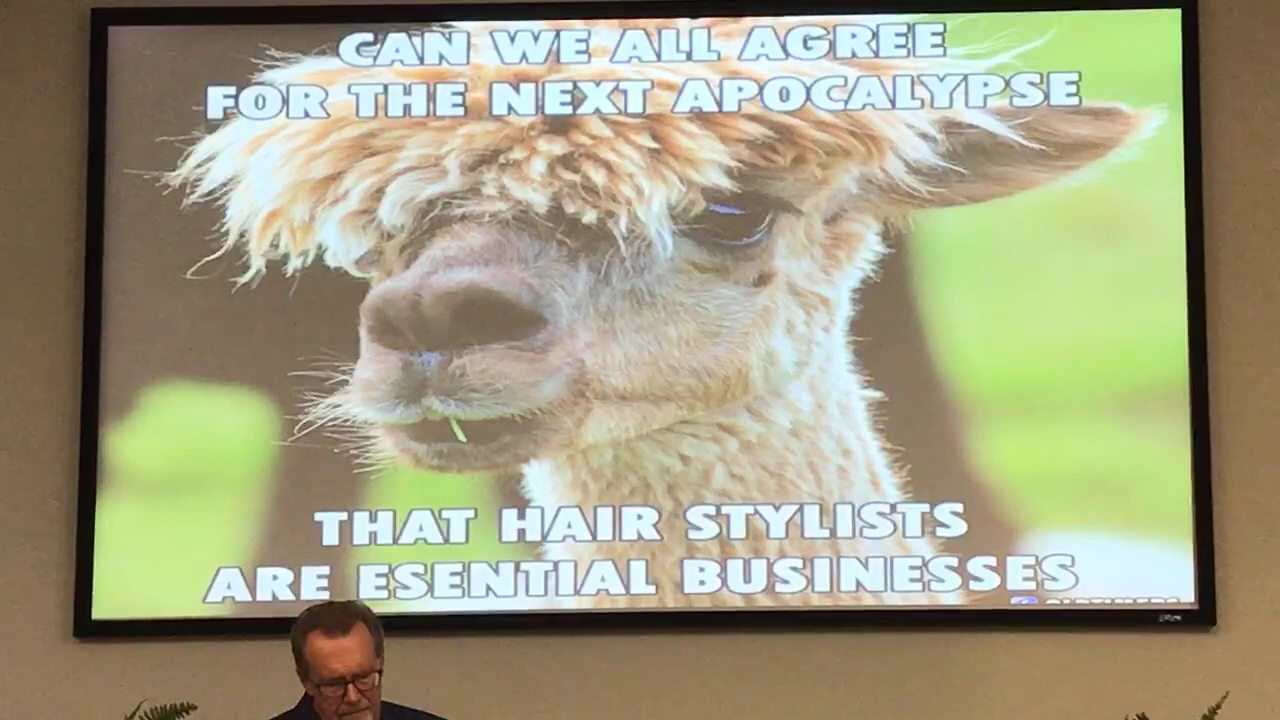 CAN WE ALL AGREE
FOR THE NEXT APOCALYPSE
THAT HAIR STYLISTS
ARE ESENTIAL BUSINESSES